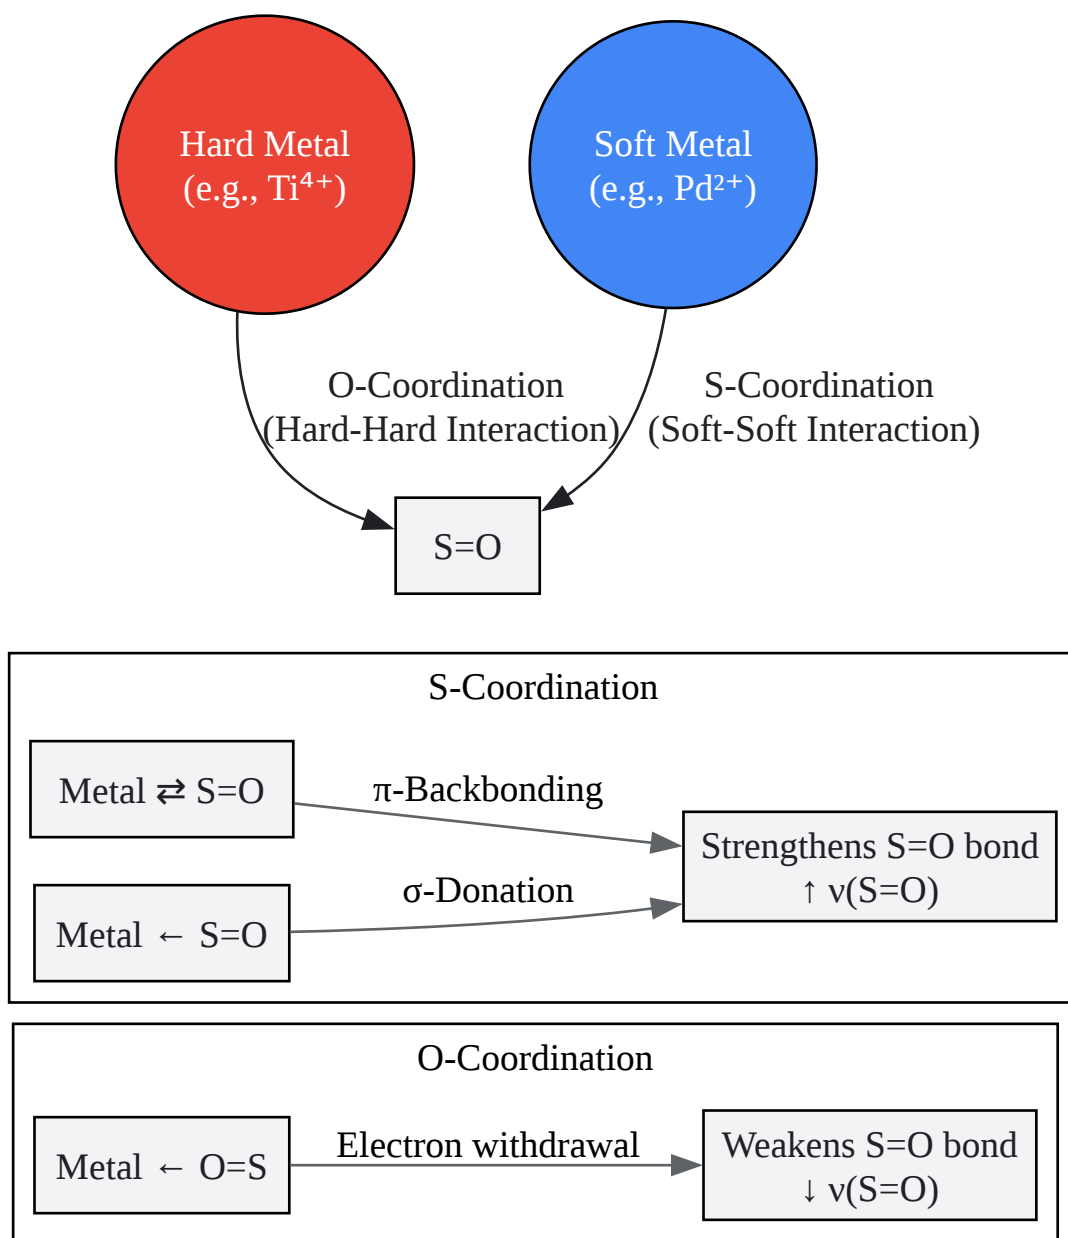 Hard Metal
(e.g., Ti⁴⁺)
Soft Metal
(e.g., Pd²⁺)
O-Coordination
(Hard-Hard Interaction)
S-Coordination
(Soft-Soft Interaction)
S=O
S-Coordination
Metal ⇄ S=O
π-Backbonding
Strengthens S=O bond
↑ ν(S=O)
σ-Donation
Metal ← S=O
O-Coordination
Metal ← O=S
Electron withdrawal
Weakens S=O bond
↓ ν(S=O)